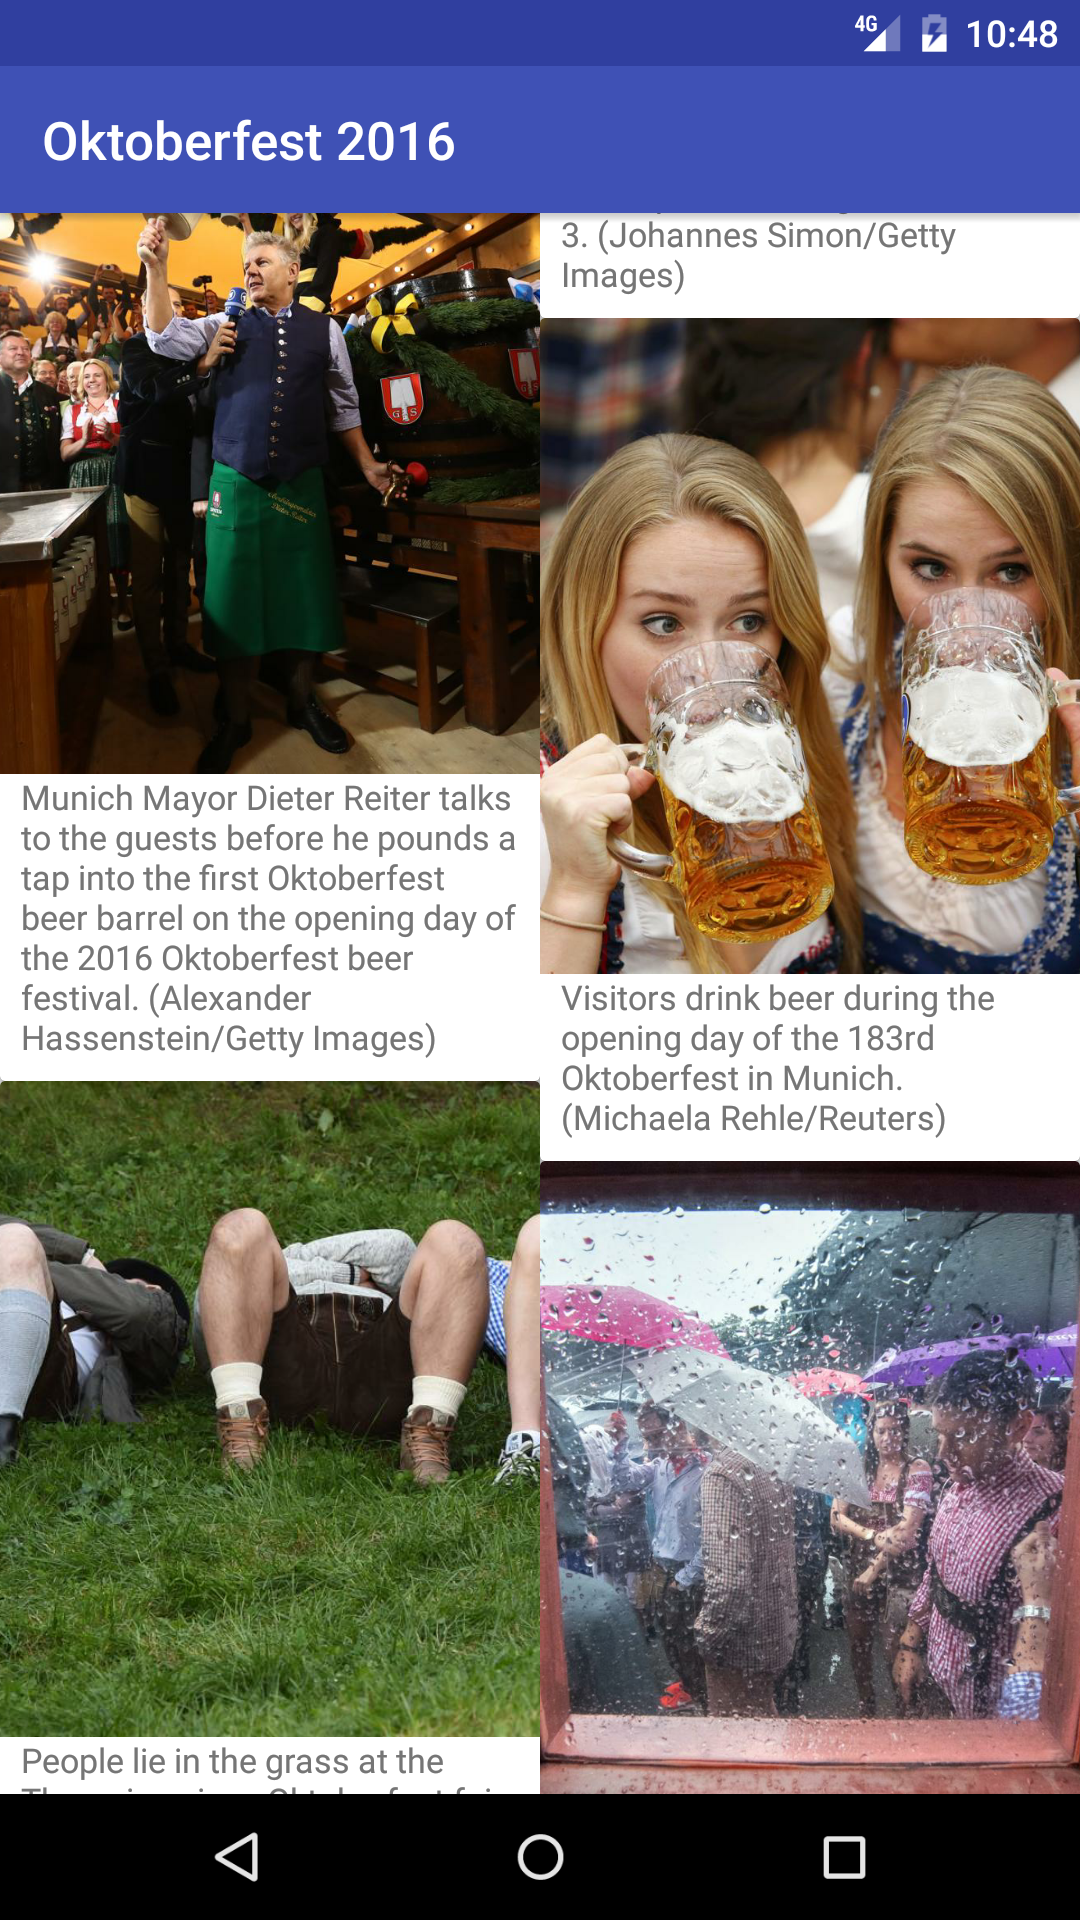 4G 10:48
Oktoberfest 2016
Munich Mayor Dieter Reiter talks
to the guests before he pounds a
tap into the first Oktoberfest
beer barrel on the opening day of
the 2016 Oktoberfest beer
festival. (Alexander
Hassenstein/Getty Images)
People lie in the grass at the
3. (Johannes Simon/Getty
Images)
Visitors drink beer during the
opening day of the 183rd
Oktoberfest in Munich.
(Michaela Rehle/Reuters)